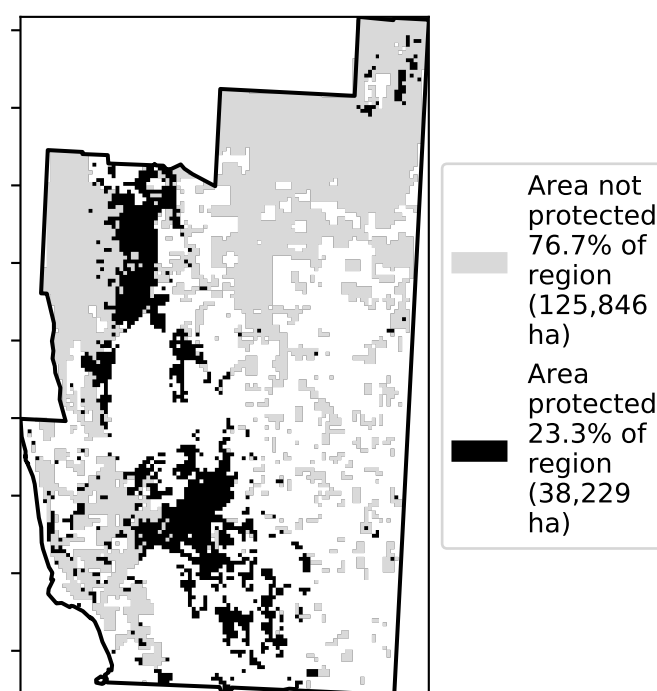 Area not
protected
76.7% of
region
(125,846
ha)
Area
protected
23.3% of
region
(38,229
ha)